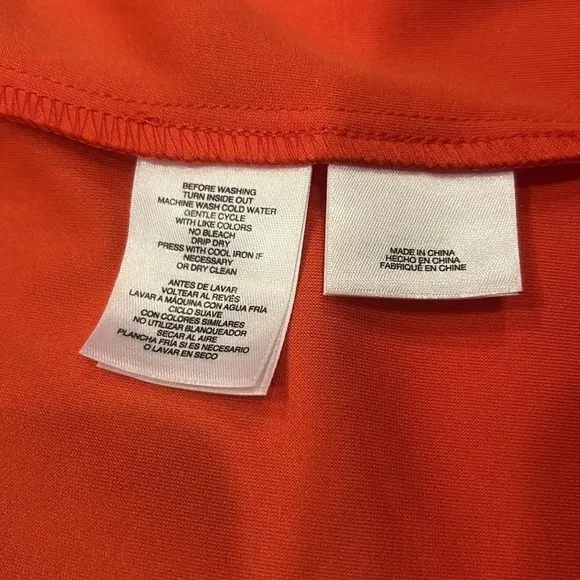 BEFORE WASHING
TURN INSIDE OUT
MACHINE WASH COLD WATER
GENTLE CYCLE
WITH LIKE COLORS
NO BLEACH
DRIP DRY
PRESS WITH COOL IRON IF
NECESSARY
OR DRY CLEAN
ANTES DE LAVAR
VOLTEAR AL REVÉS
LAVAR A MÁQUINA CON AGUA FRÍA
CICLO SUAVE
CON COLORES SIMILARES
NO UTILIZAR BLANQUEADOR
SECAR AL AIRE
PLANCHA FRÍA SI ES NECESARIO
O LAVAR EN SECO
MADE IN CHINA
HECHO EN CHINA
FABRIQUÉ EN CHINE